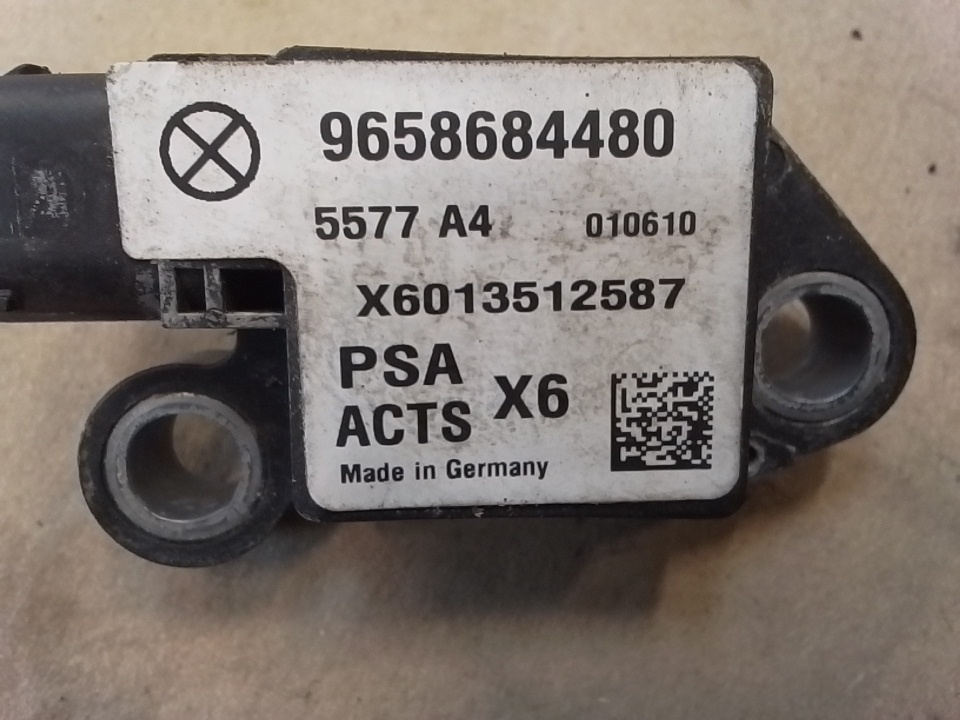 9658684480
5577 A4 010610
X6013512587
PSA
ACTS X6
Made in Germany